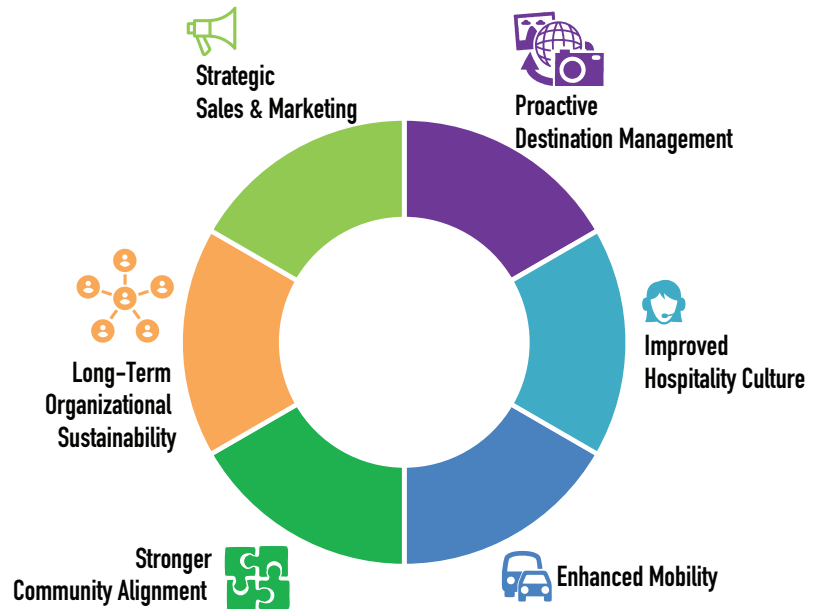 Strategic
Sales & Marketing
Proactive
Destination Management
Improved
Hospitality Culture
Enhanced Mobility
Stronger
Community Alignment
Long-Term
Organizational
Sustainability